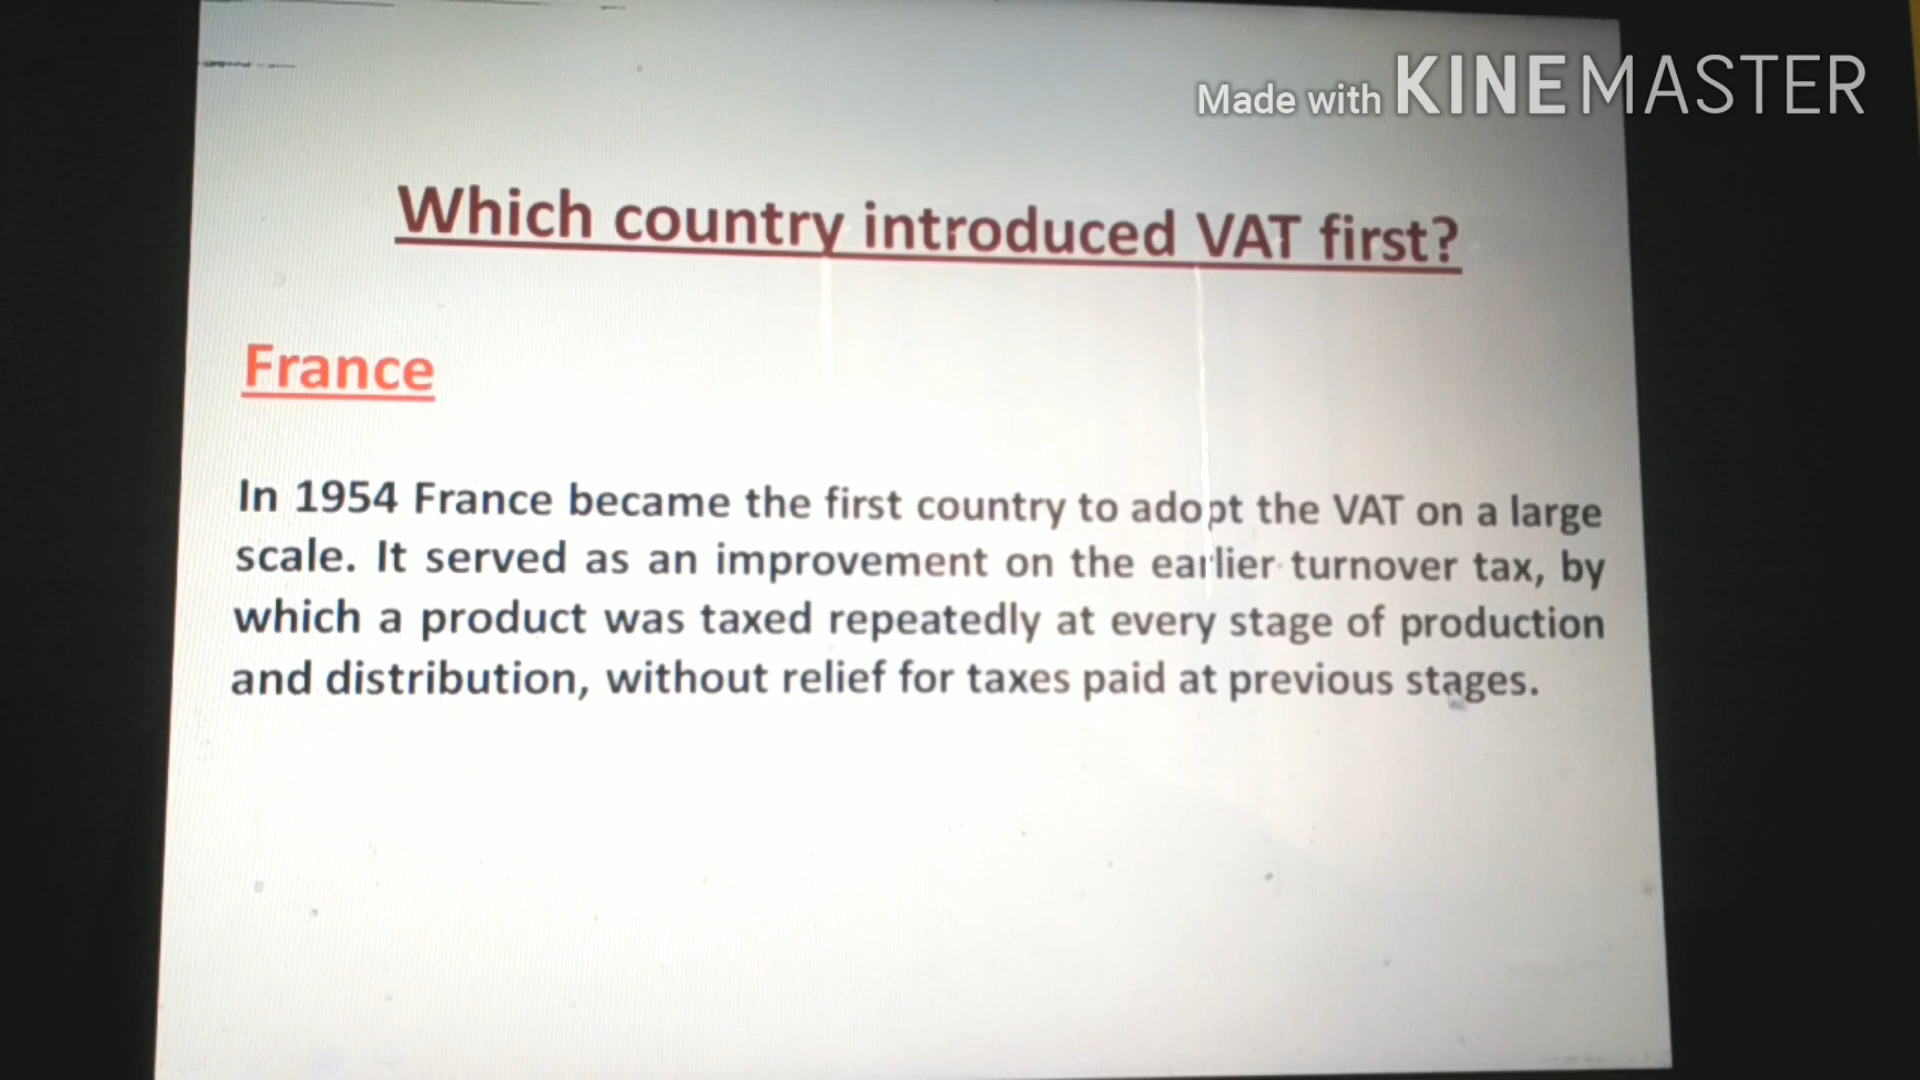 Made with KINEMASTER
Which country introduced VAT first?
France
In 1954 France became the first country to adopt the VAT on a large
scale. It served as an improvement on the earlier turnover tax, by
which a product was taxed repeatedly at every stage of production
and distribution, without relief for taxes paid at previous stages.